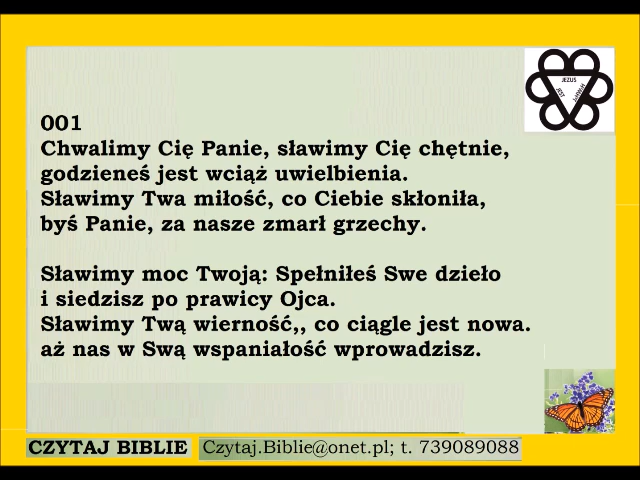 JEZUS
JEST
PANEM
001
Chwalimy Cię Panie, sławimy Cię chętnie,
godzieneś jest wciąż uwielbienia.
Sławimy Twa miłość, co Ciebie skłoniła,
byś Panie, za nasze zmarł grzechy.
Sławimy moc Twoją: Spełniłeś Swe dzieło
i siedzisz po prawicy Ojca.
Sławimy Twą wierność,, co ciągle jest nowa.
aż nas w Swą wspaniałość wprowadzisz.
CZYTAJ BIBLIE Czytaj.Biblie@onet.pl; t. 739089088